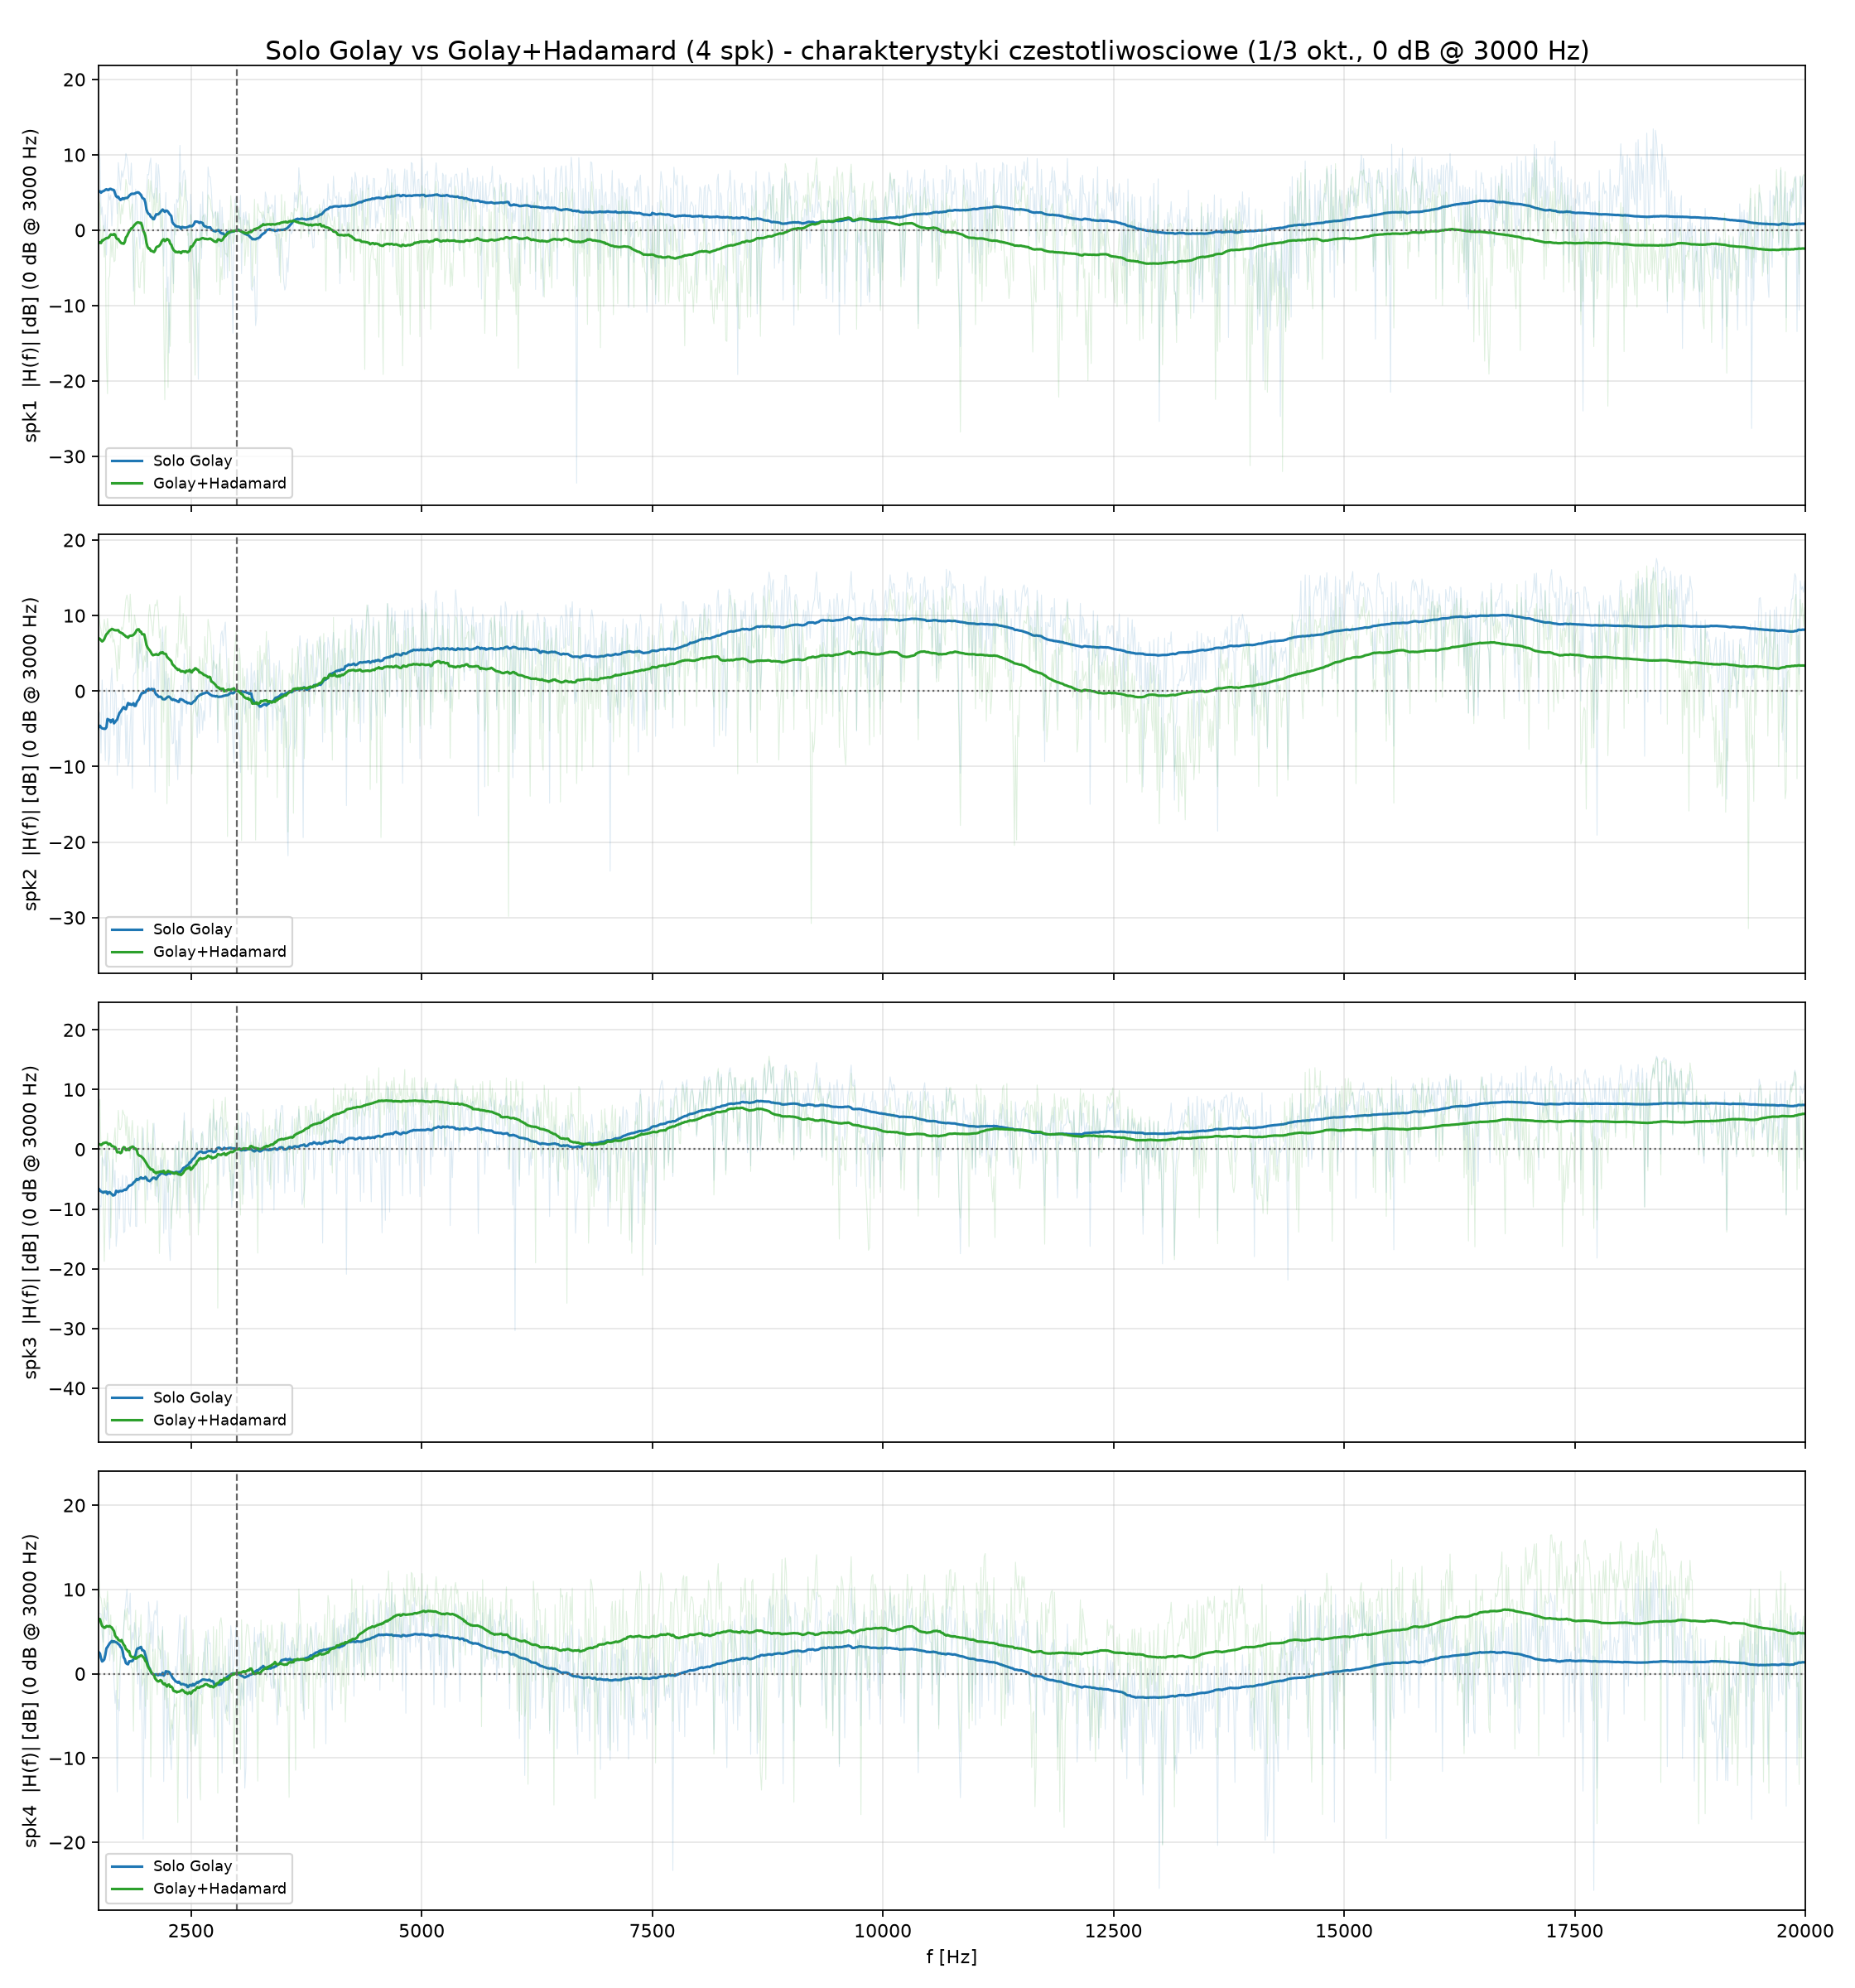 Solo Golay vs Golay+Hadamard (4 spk) - charakterystyki czestotliwosciowe (1/3 okt., 0 dB @ 3000 Hz)
20
10
0
−10
−20
−30
spk1 |H(f)| [dB] (0 dB @ 3000 Hz)
Solo Golay
Golay+Hadamard
20
10
0
−10
−20
−30
spk2 |H(f)| [dB] (0 dB @ 3000 Hz)
Solo Golay
Golay+Hadamard
20
10
0
−10
−20
−30
−40
spk3 |H(f)| [dB] (0 dB @ 3000 Hz)
Solo Golay
Golay+Hadamard
20
10
0
−10
−20
spk4 |H(f)| [dB] (0 dB @ 3000 Hz)
Solo Golay
Golay+Hadamard
2500 5000 7500 10000 12500 15000 17500 20000
f [Hz]